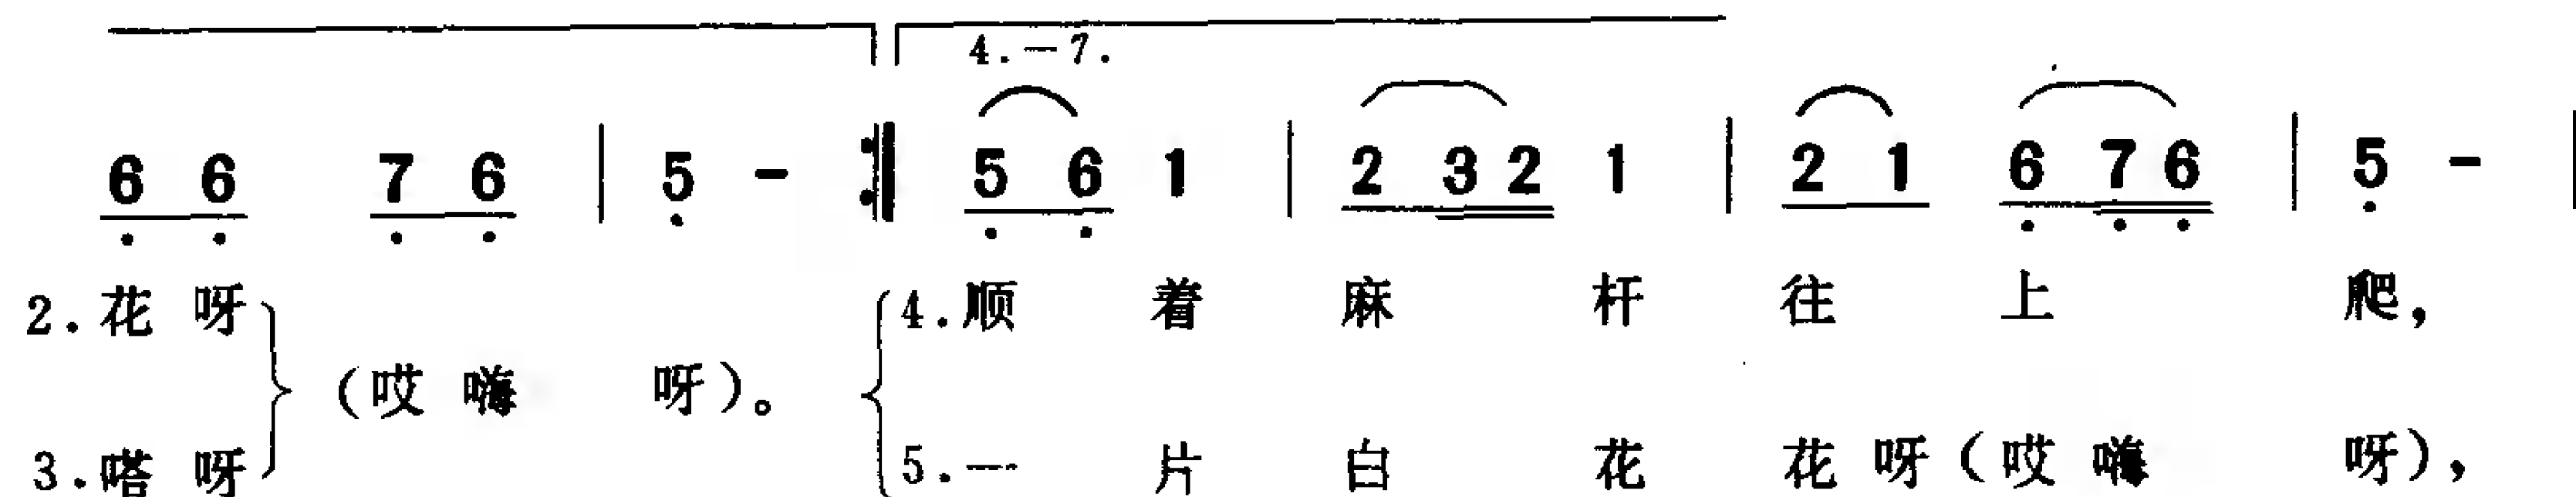 4.—7.
6 6 7 6 | 5 - :‖ 5 6 1 | 2 3 2 1 | 2 1 6 7 6 | 5 - |
2.花 呀 4.顺 着 麻 杆 往 上 爬，
(哎 嗨 呀)。
3.嗒 呀 5.一 片 白 花 花 呀(哎 嗨 呀)，